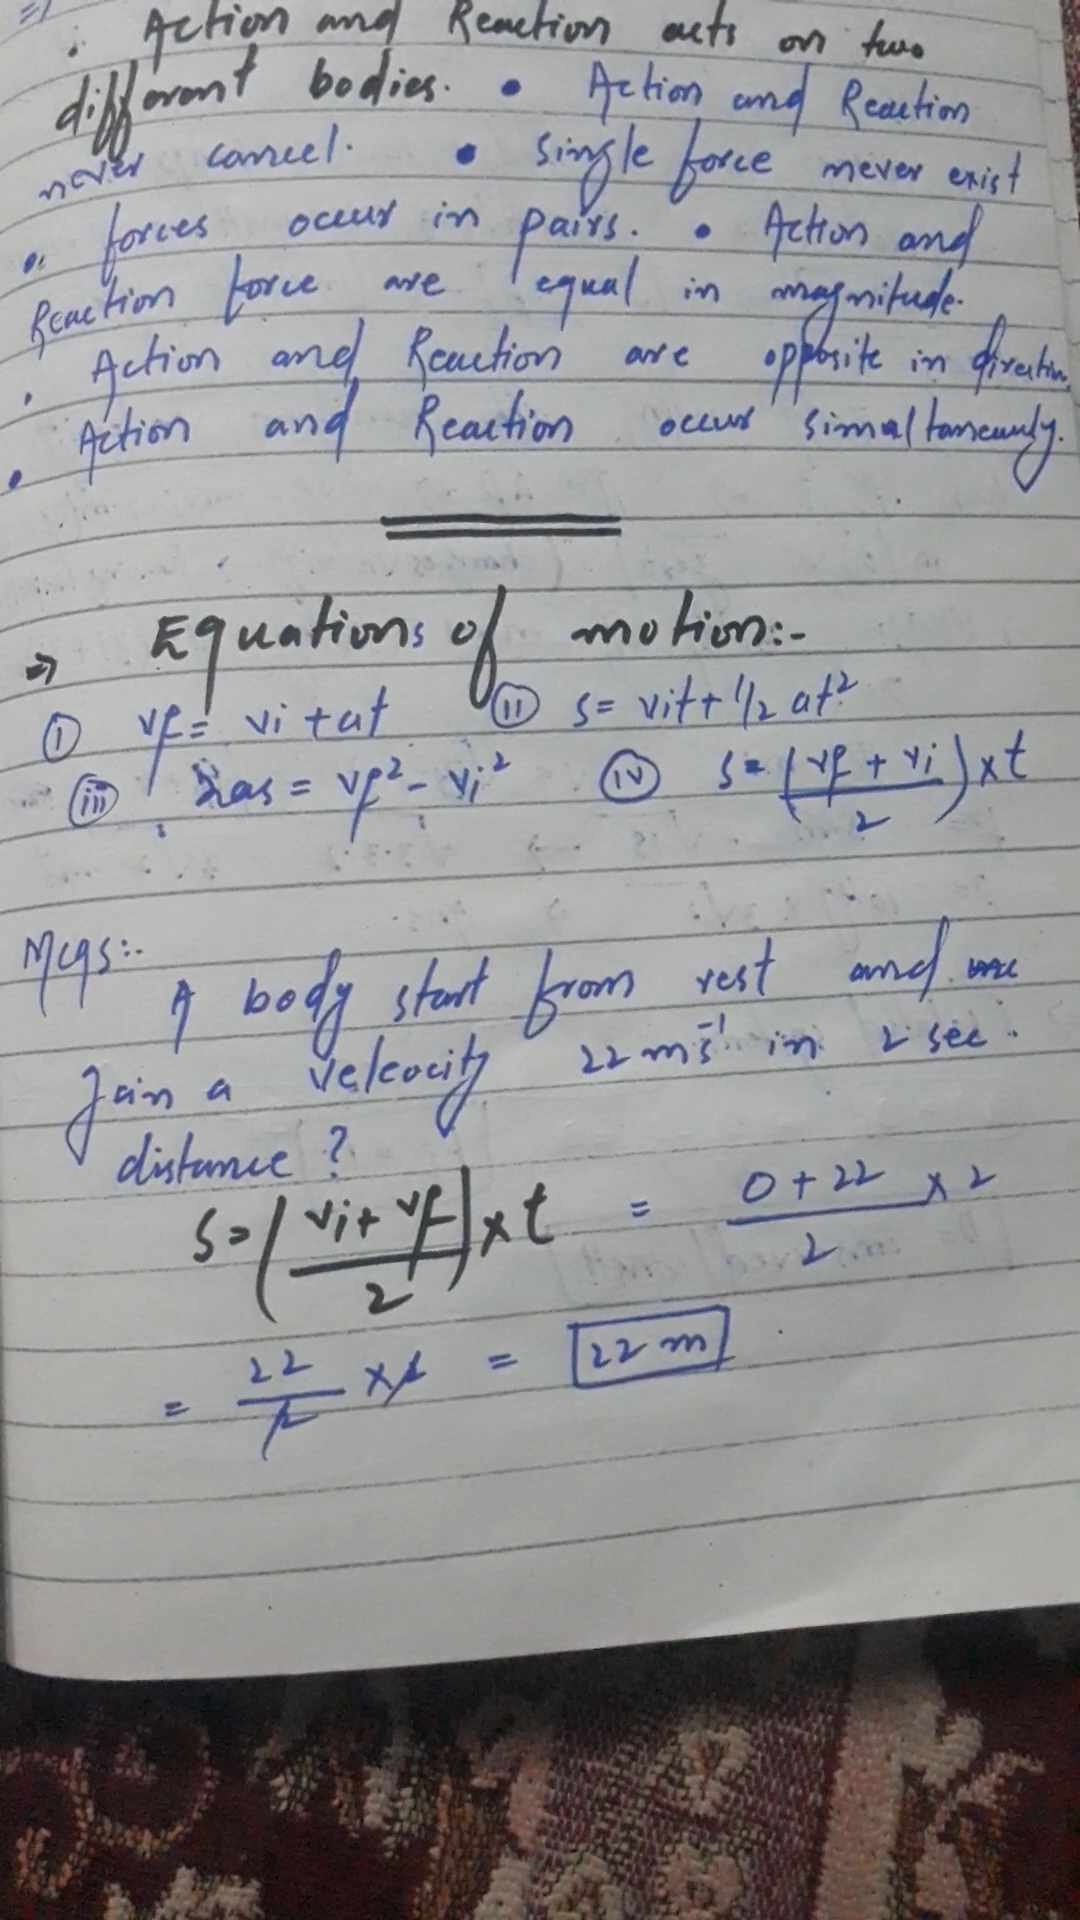 ⇒
• Action and Reaction acts on two
different bodies. • Action and Reaction
never cancel. • Single force never exist
• forces occur in pairs. • Action and
Reaction force are equal in magnitude.
• Action and Reaction are opposite in direction
• Action and Reaction occur simaltaneuly.
⇒ Equations of motion:-
(i) vf = vi + at (ii) s = vit + 1/2 at²
(iii) 2as = vf² - vi² (iv) s = (vf + vi / 2) × t
Mcqs:-
A body start from rest and
gain a velcocity 22 ms⁻¹ in 2 sec.
distance ?
S = (vi + vf / 2) × t = 0 + 22 / 2 × 2
= 22 / 2 × 2 = 22 m